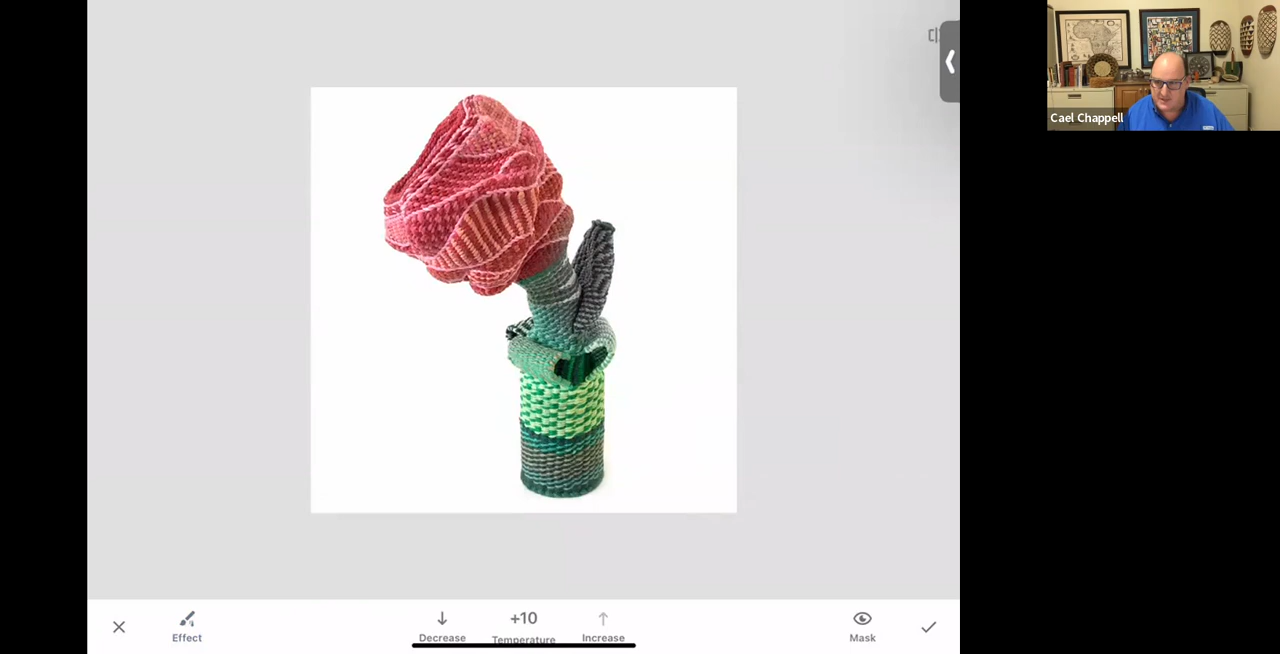 Cael Chappell
Effect
Decrease
+10
Temperature
Increase
Mask